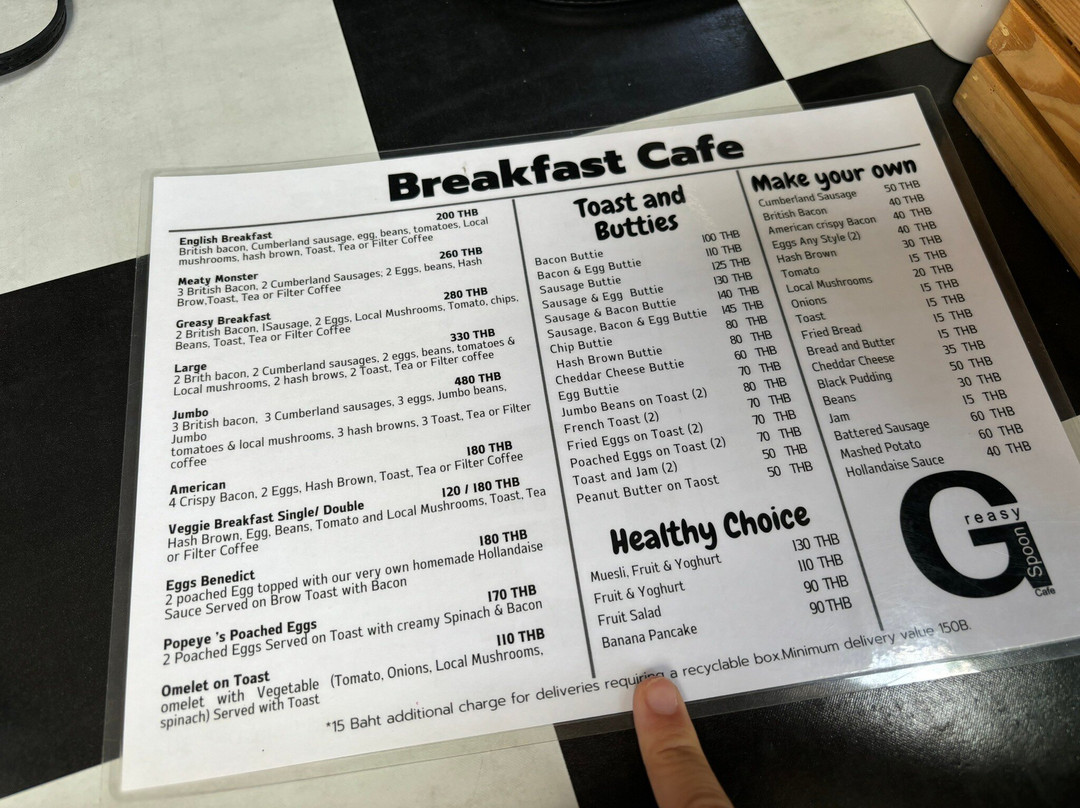 Breakfast Cafe
200 THB
English Breakfast
British bacon, Cumberland sausage, egg, beans, tomatoes, Local
mushrooms, hash brown, Toast, Tea or Filter Coffee
260 THB
Meaty Monster
3 British Bacon, 2 Cumberland Sausages, 2 Eggs, beans, Hash
Brow,Toast, Tea or Filter Coffee
280 THB
Greasy Breakfast
2 British Bacon, 1Sausage, 2 Eggs, Local Mushrooms, Tomato, chips,
Beans, Toast, Tea or Filter Coffee
330 THB
Large
2 Brith bacon, 2 Cumberland sausages, 2 eggs, beans, tomatoes &
Local mushrooms, 2 hash brows, 2 Toast, Tea or Filter coffee
480 THB
Jumbo
3 British bacon, 3 Cumberland sausages, 3 eggs, Jumbo beans,
Jumbo
tomatoes & local mushrooms, 3 hash browns, 3 Toast, Tea or Filter
coffee
180 THB
American
4 Crispy Bacon, 2 Eggs, Hash Brown, Toast, Tea or Filter Coffee
120 / 180 THB
Veggie Breakfast Single/ Double
Hash Brown, Egg, Beans, Tomato and Local Mushrooms, Toast, Tea
or Filter Coffee
180 THB
Eggs Benedict
2 poached Egg topped with our very own homemade Hollandaise
Sauce Served on Brow Toast with Bacon
170 THB
Popeye 's Poached Eggs
2 Poached Eggs Served on Toast with creamy Spinach & Bacon
110 THB
Omelet on Toast
omelet with Vegetable (Tomato, Onions, Local Mushrooms,
spinach) Served with Toast
Toast and
Butties
Bacon Buttie 100 THB
Bacon & Egg Buttie 110 THB
Sausage Buttie 125 THB
Sausage & Egg Buttie 130 THB
Sausage & Bacon Buttie 140 THB
Sausage, Bacon & Egg Buttie 145 THB
Chip Buttie 80 THB
Hash Brown Buttie 80 THB
Cheddar Cheese Buttie 60 THB
Egg Buttie 70 THB
Jumbo Beans on Toast (2) 80 THB
French Toast (2) 70 THB
Fried Eggs on Toast (2) 70 THB
Poached Eggs on Toast (2) 70 THB
Toast and Jam (2) 50 THB
Peanut Butter on Taost 50 THB
Healthy Choice
Muesli, Fruit & Yoghurt 130 THB
Fruit & Yoghurt 110 THB
Fruit Salad 90 THB
Banana Pancake 90 THB
Make your own
Cumberland Sausage 50 THB
British Bacon 40 THB
American crispy Bacon 40 THB
Eggs Any Style (2) 40 THB
Hash Brown 30 THB
Tomato 15 THB
Local Mushrooms 20 THB
Onions 15 THB
Toast 15 THB
Fried Bread 15 THB
Bread and Butter 15 THB
Cheddar Cheese 35 THB
Black Pudding 50 THB
Beans 30 THB
Jam 15 THB
Battered Sausage 60 THB
Mashed Potato 60 THB
Hollandaise Sauce 40 THB
Greasy
Spoon
Cafe
*15 Baht additional charge for deliveries requiring a recyclable box.Minimum delivery value 150B.